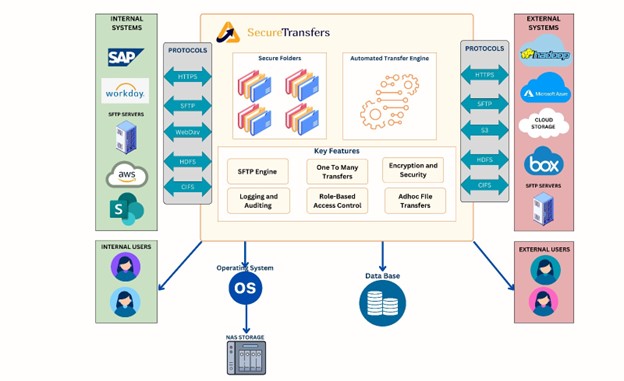 INTERNAL
SYSTEMS
SAP
workday.
SFTP SERVERS
aws
S
INTERNAL USERS
PROTOCOLS
HTTPS
SFTP
WebDav
HDFS
CIFS
SecureTransfers
Secure Folders
Automated Transfer Engine
Key Features
SFTP Engine
One To Many
Transfers
Encryption and
Security
Logging and
Auditing
Role-Based
Access Control
Adhoc File
Transfers
PROTOCOLS
HTTPS
SFTP
S3
HDFS
CIFS
EXTERNAL
SYSTEMS
hadoop
Microsoft Azure
CLOUD
STORAGE
box
SFTP SERVERS
EXTERNAL USERS
Operating System
OS
NAS STORAGE
Data Base